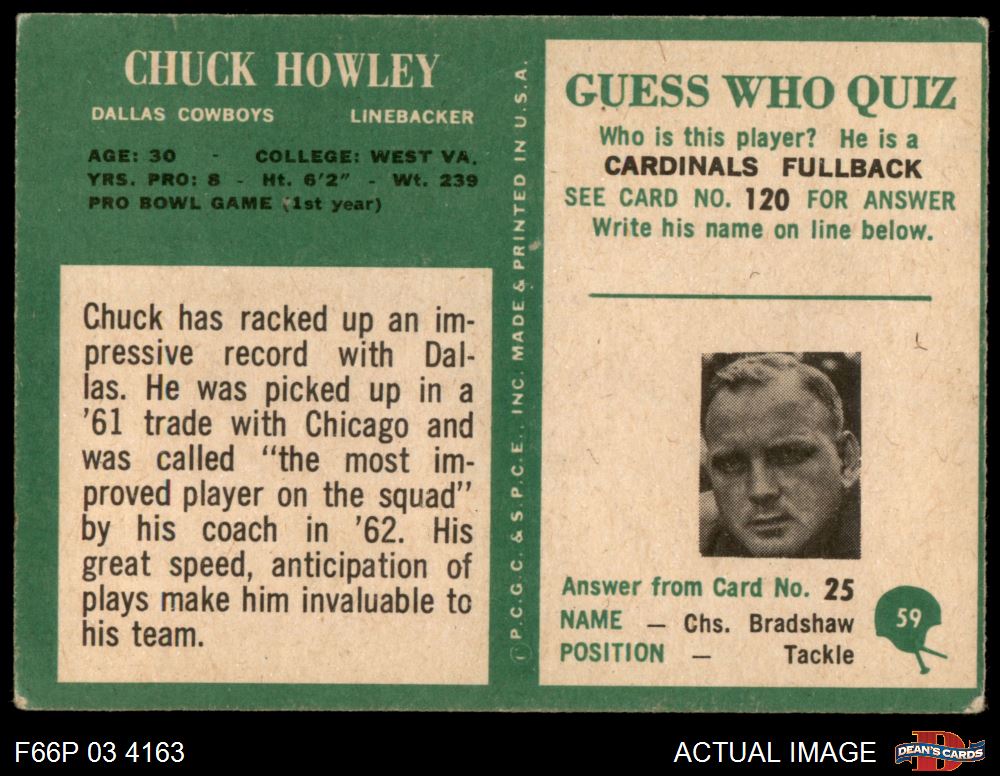 CHUCK HOWLEY
DALLAS COWBOYS LINEBACKER
AGE: 30 - COLLEGE: WEST VA.
YRS. PRO: 8 - Ht. 6'2" - Wt. 239
PRO BOWL GAME (1st year)
Chuck has racked up an im-
pressive record with Dal-
las. He was picked up in a
'61 trade with Chicago and
was called "the most im-
proved player on the squad"
by his coach in '62. His
great speed, anticipation of
plays make him invaluable to
his team.
© P.C.G.C. & S.P.C.E., INC. MADE & PRINTED IN U.S.A.
GUESS WHO QUIZ
Who is this player? He is a
CARDINALS FULLBACK
SEE CARD NO. 120 FOR ANSWER
Write his name on line below.
Answer from Card No. 25
NAME — Chs. Bradshaw
POSITION — Tackle
59
F66P 03 4163
ACTUAL IMAGE
D
DEAN'S CARDS